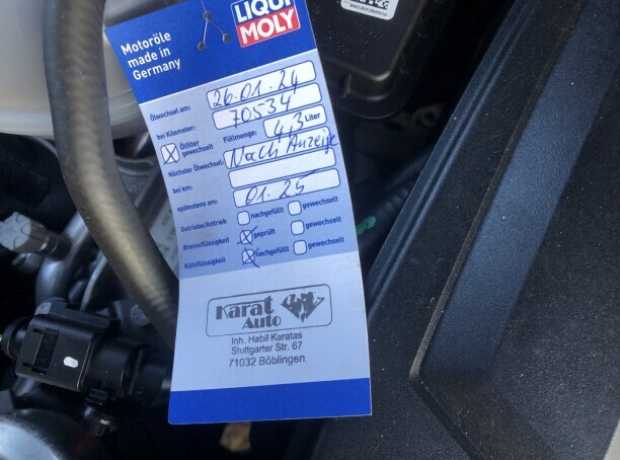 LIQUI
MOLY
Motoröle
made in
Germany
Ölwechsel am: 26.01.24
bei Kilometer: 70534
Ölfilter gewechselt Füllmenge: 4,3 Liter
Nächster Ölwechsel: Nach Anzeige
bei km:
spätestens am: 01.25
Getriebe/Antrieb nachgefüllt gewechselt
Bremsflüssigkeit geprüft gewechselt
Kühlflüssigkeit nachgefüllt gewechselt
Karat
Auto
Inh. Habil Karatas
Stuttgarter Str. 67
71032 Böblingen